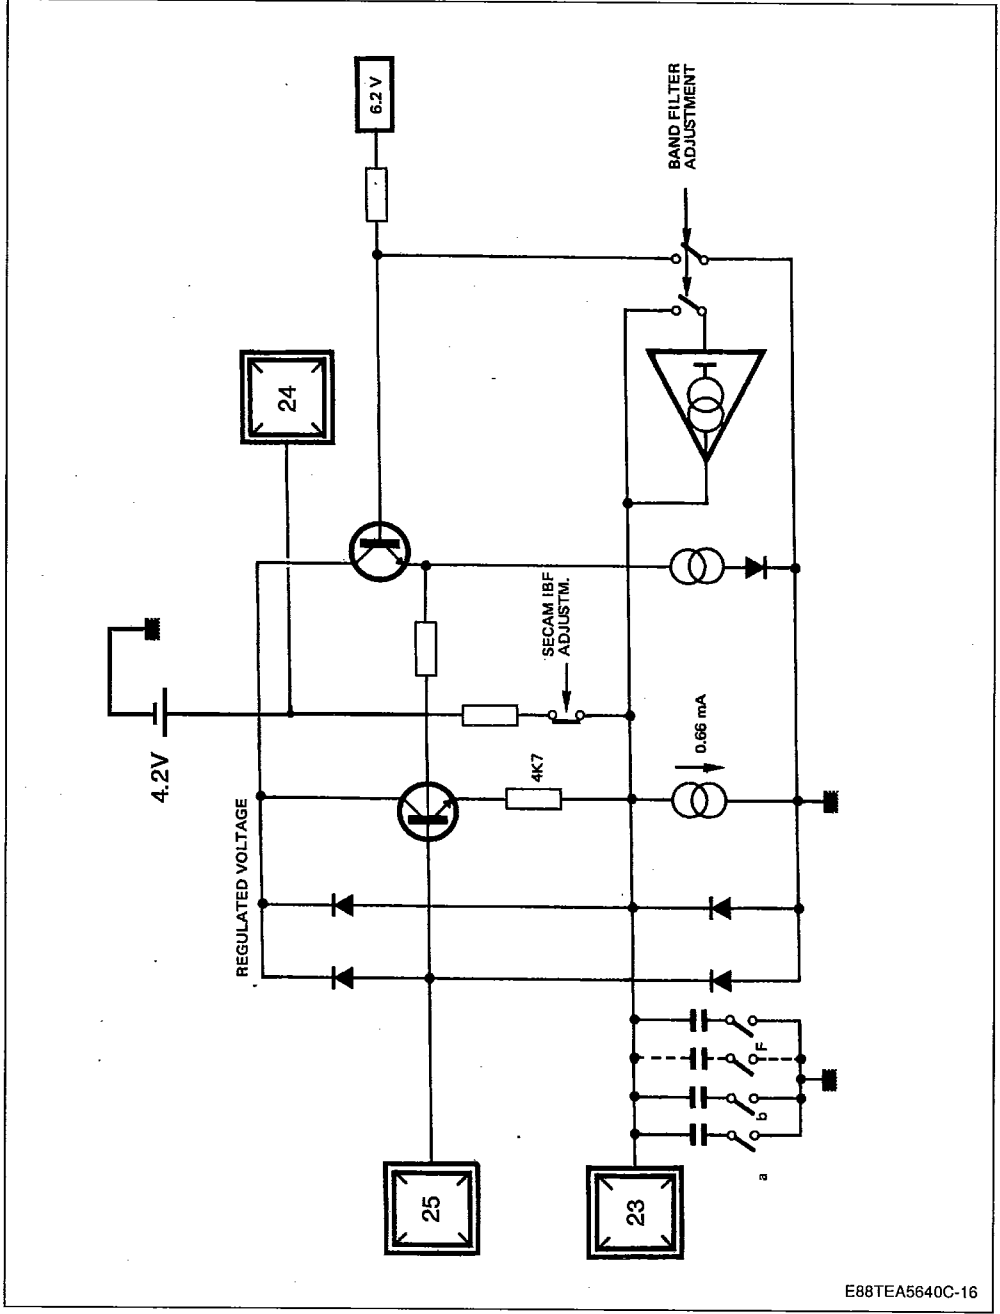 6.2 V
BAND FILTER
ADJUSTMENT
24
SECAM IBF
ADJUSTM.
4.2V
0.66 mA
4K7
REGULATED VOLTAGE
F
b
a
25
23
E88TEA5640C-16